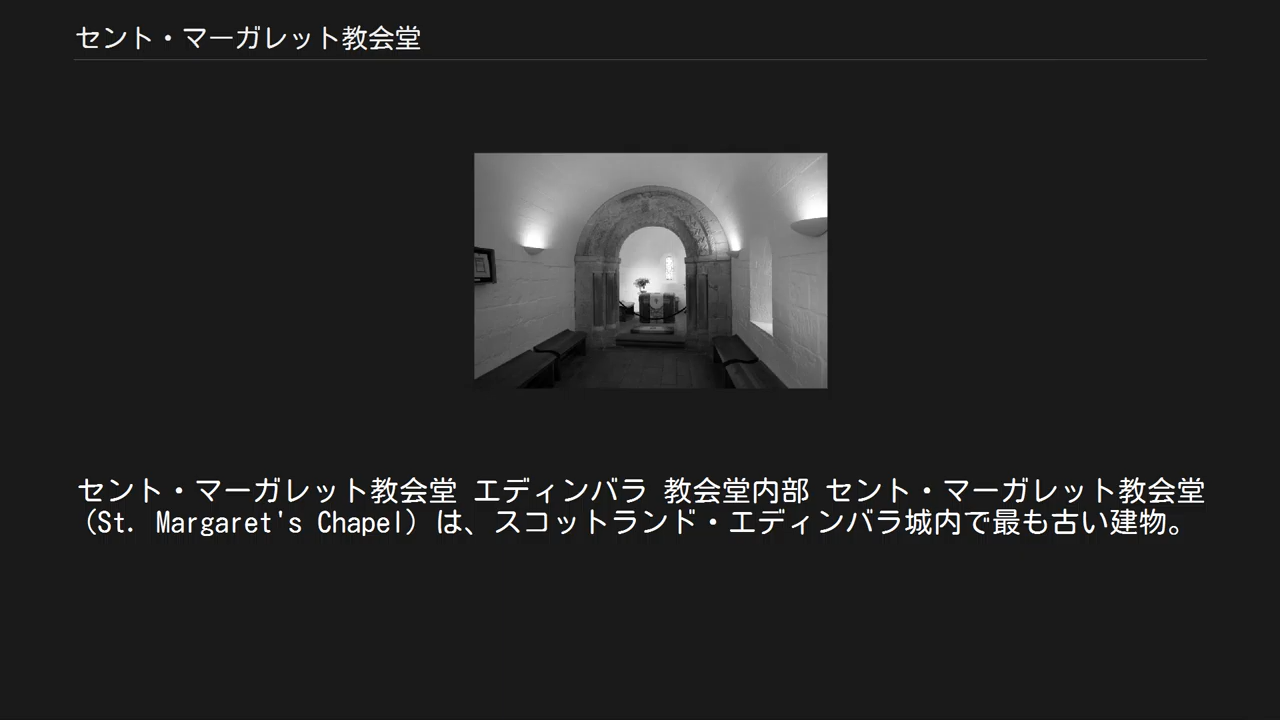 セント・マーガレット教会堂
セント・マーガレット教会堂 エディンバラ 教会堂内部 セント・マーガレット教会堂
（St. Margaret's Chapel）は、スコットランド・エディンバラ城内で最も古い建物。